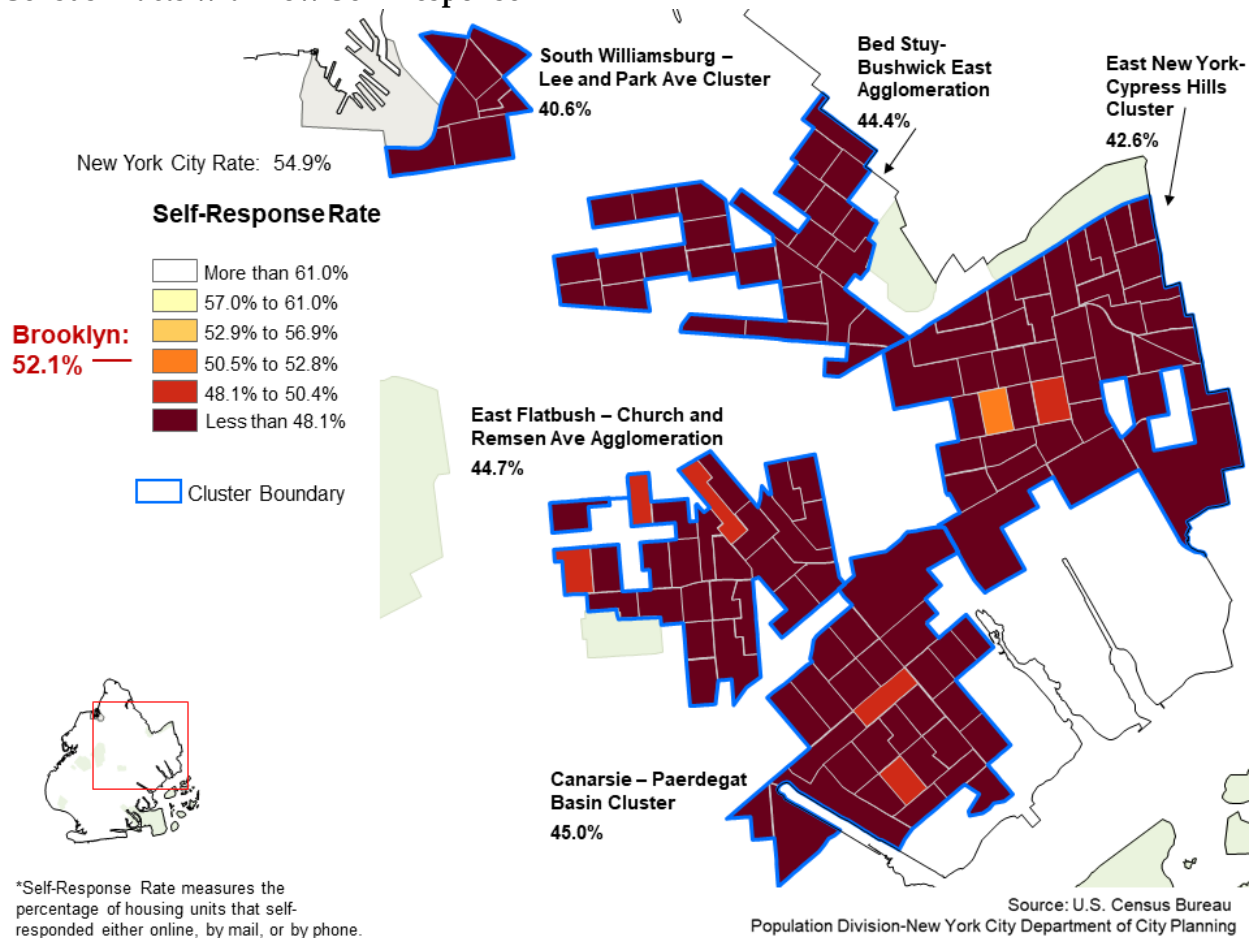 South Williamsburg –
Lee and Park Ave Cluster
40.6%
Bed Stuy-
Bushwick East
Agglomeration
44.4%
East New York-
Cypress Hills
Cluster
42.6%
New York City Rate: 54.9%
Self-Response Rate
More than 61.0%
57.0% to 61.0%
52.9% to 56.9%
50.5% to 52.8%
48.1% to 50.4%
Less than 48.1%
Brooklyn:
52.1%
Cluster Boundary
East Flatbush – Church and
Remsen Ave Agglomeration
44.7%
Canarsie – Paerdegat
Basin Cluster
45.0%
*Self-Response Rate measures the
percentage of housing units that self-
responded either online, by mail, or by phone.
Source: U.S. Census Bureau
Population Division-New York City Department of City Planning